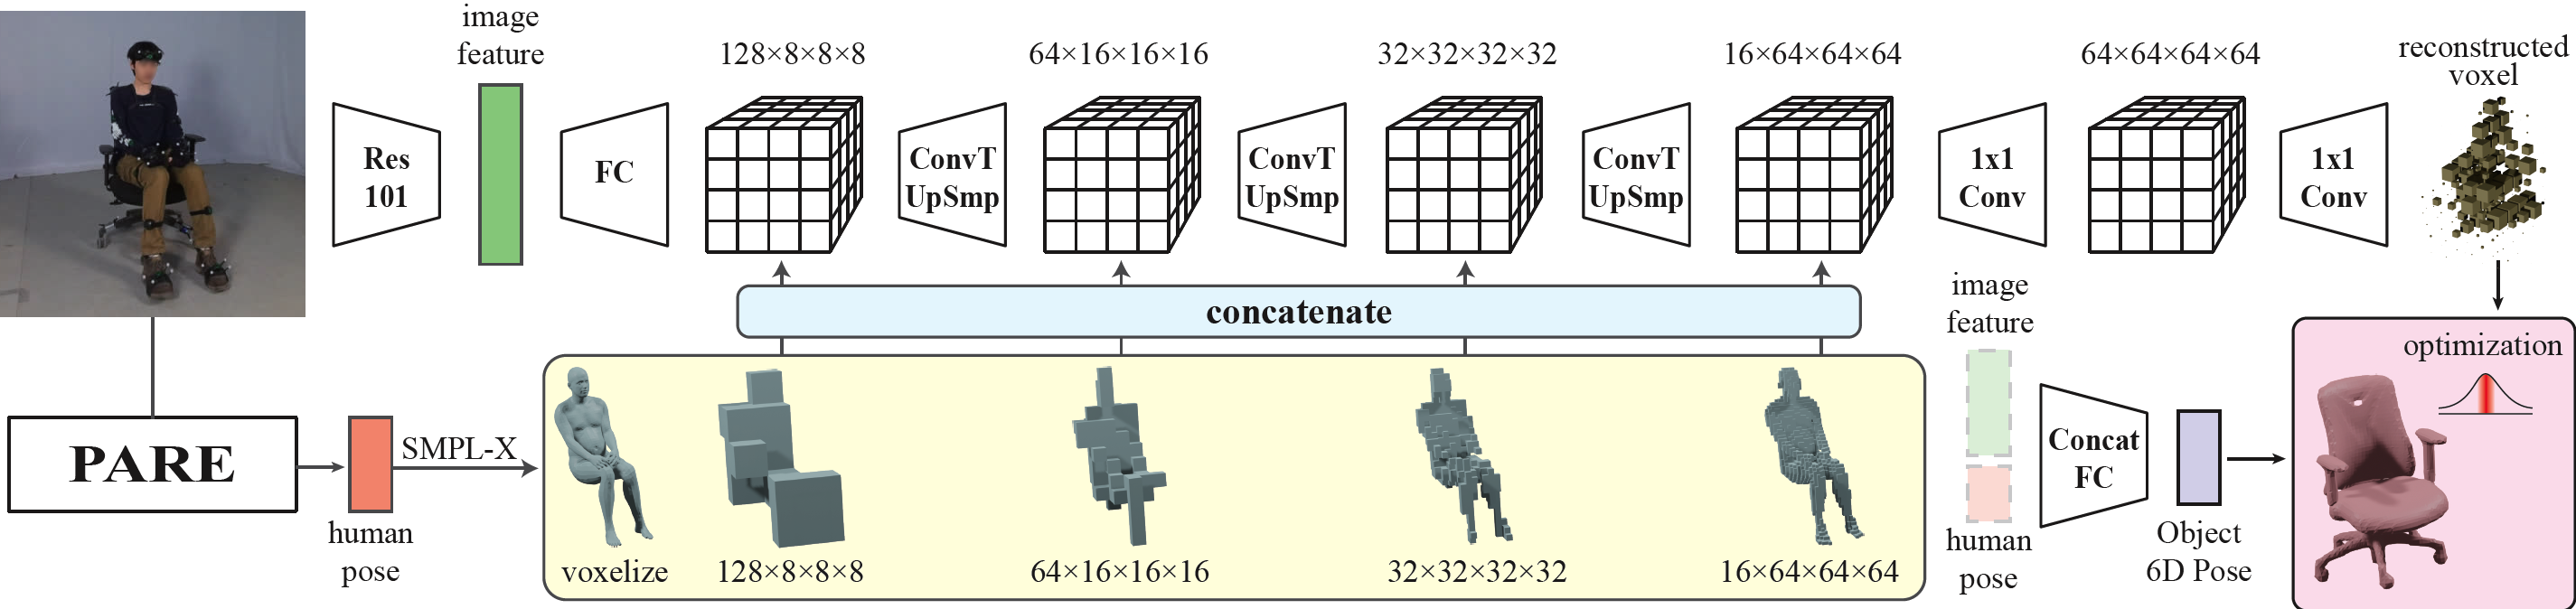 image
feature
128×8×8×8
64×16×16×16
32×32×32×32
16×64×64×64
64×64×64×64
reconstructed
voxel
Res
101
FC
ConvT
UpSmp
ConvT
UpSmp
ConvT
UpSmp
1x1
Conv
1x1
Conv
concatenate
image
feature
optimization
PARE
SMPL-X
human
pose
voxelize
128×8×8×8
64×16×16×16
32×32×32×32
16×64×64×64
human
pose
Concat
FC
Object
6D Pose